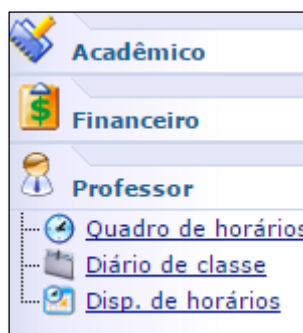 Acadêmico
Financeiro
Professor
Quadro de horários
Diário de classe
Disp. de horários